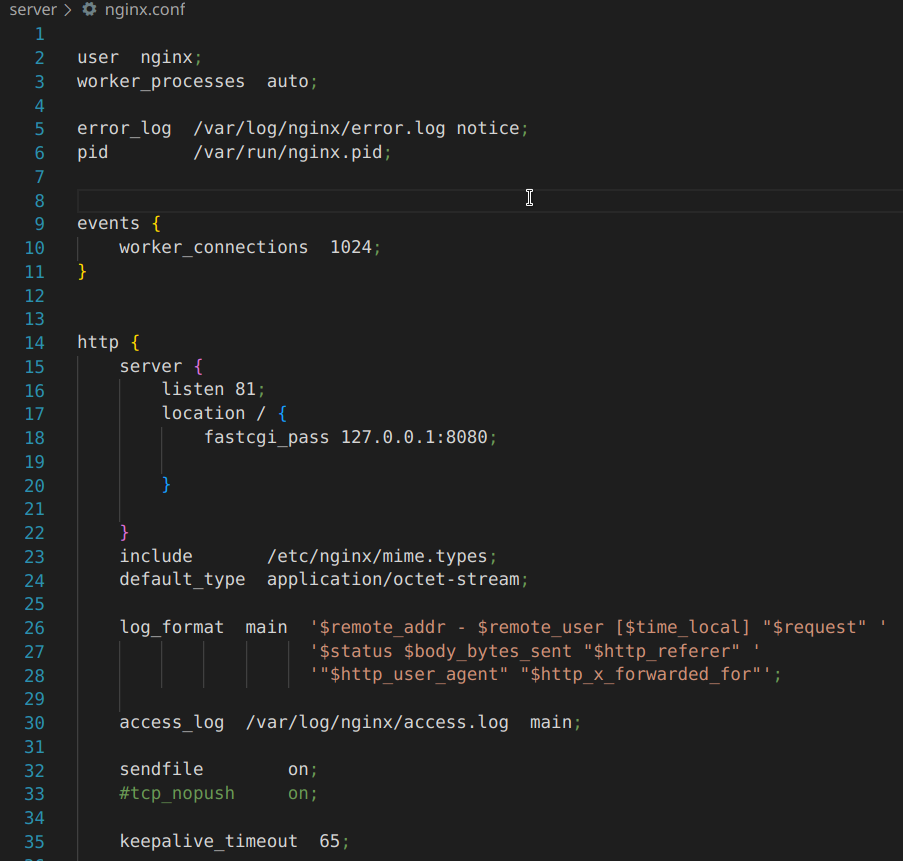 server > nginx.conf
1
2 user  nginx;
3 worker_processes  auto;
4
5 error_log  /var/log/nginx/error.log notice;
6 pid        /var/run/nginx.pid;
7
8
9 events {
10     worker_connections  1024;
11 }
12
13
14 http {
15     server {
16         listen 81;
17         location / {
18             fastcgi_pass 127.0.0.1:8080;
19
20         }
21
22     }
23     include       /etc/nginx/mime.types;
24     default_type  application/octet-stream;
25
26     log_format  main  '$remote_addr - $remote_user [$time_local] "$request" '
27                       '$status $body_bytes_sent "$http_referer" '
28                       '"$http_user_agent" "$http_x_forwarded_for"';
29
30     access_log  /var/log/nginx/access.log  main;
31
32     sendfile        on;
33     #tcp_nopush     on;
34
35     keepalive_timeout  65;